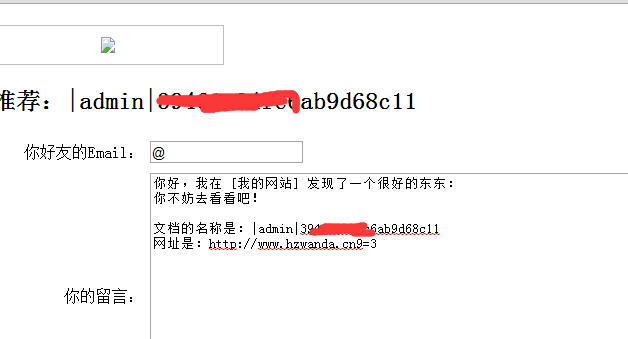 推荐：|admin|
ab9d68c11
你好友的Email：
@
你好，我在 [我的网站] 发现了一个很好的东东：
你不妨去看看吧！
文档的名称是：|admin|39
6ab9d68c11
网址是：http://www.hzwanda.cn9=3
你的留言：